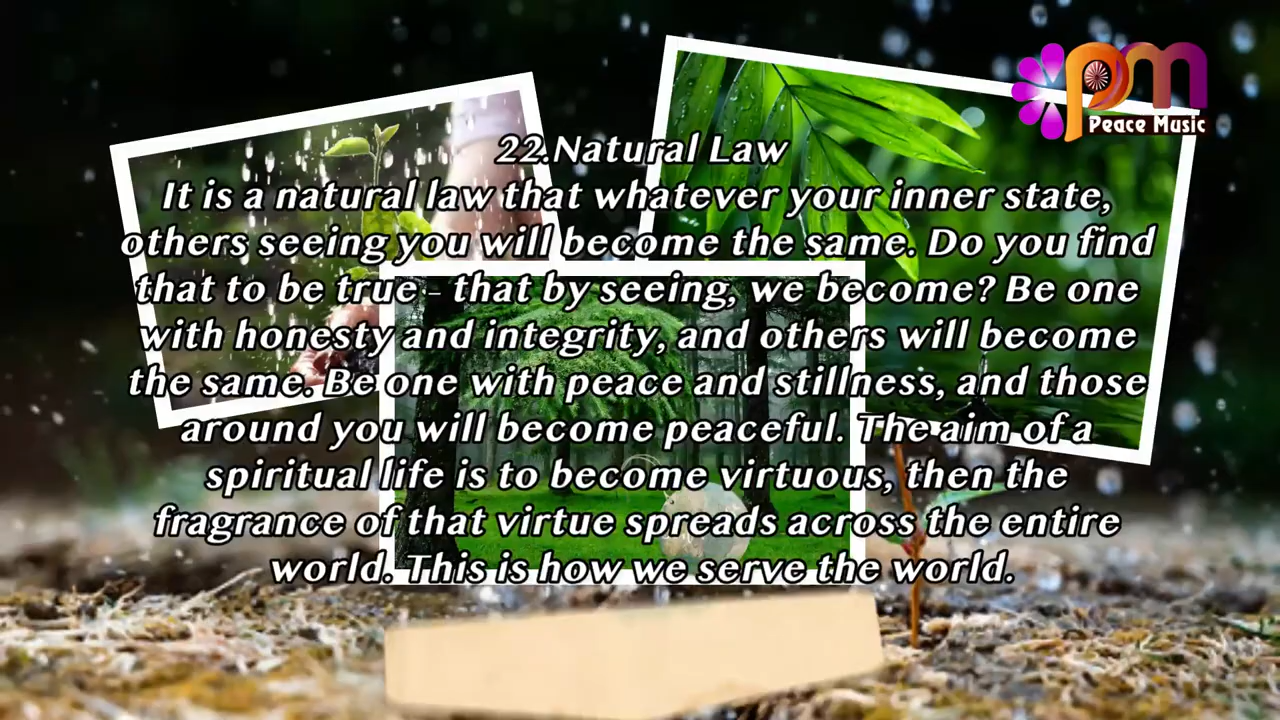 pm
Peace Music
22.Natural Law
It is a natural law that whatever your inner state,
others seeing you will become the same. Do you find
that to be true - that by seeing, we become? Be one
with honesty and integrity, and others will become
the same. Be one with peace and stillness, and those
around you will become peaceful. The aim of a
spiritual life is to become virtuous, then the
fragrance of that virtue spreads across the entire
world. This is how we serve the world.